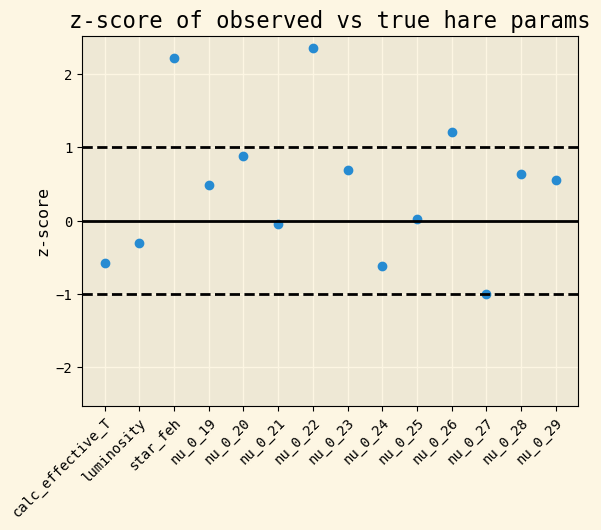 z-score of observed vs true hare params
z-score
2
1
0
−1
−2
calc_effective_T
luminosity
star_feh
nu_0_19
nu_0_20
nu_0_21
nu_0_22
nu_0_23
nu_0_24
nu_0_25
nu_0_26
nu_0_27
nu_0_28
nu_0_29